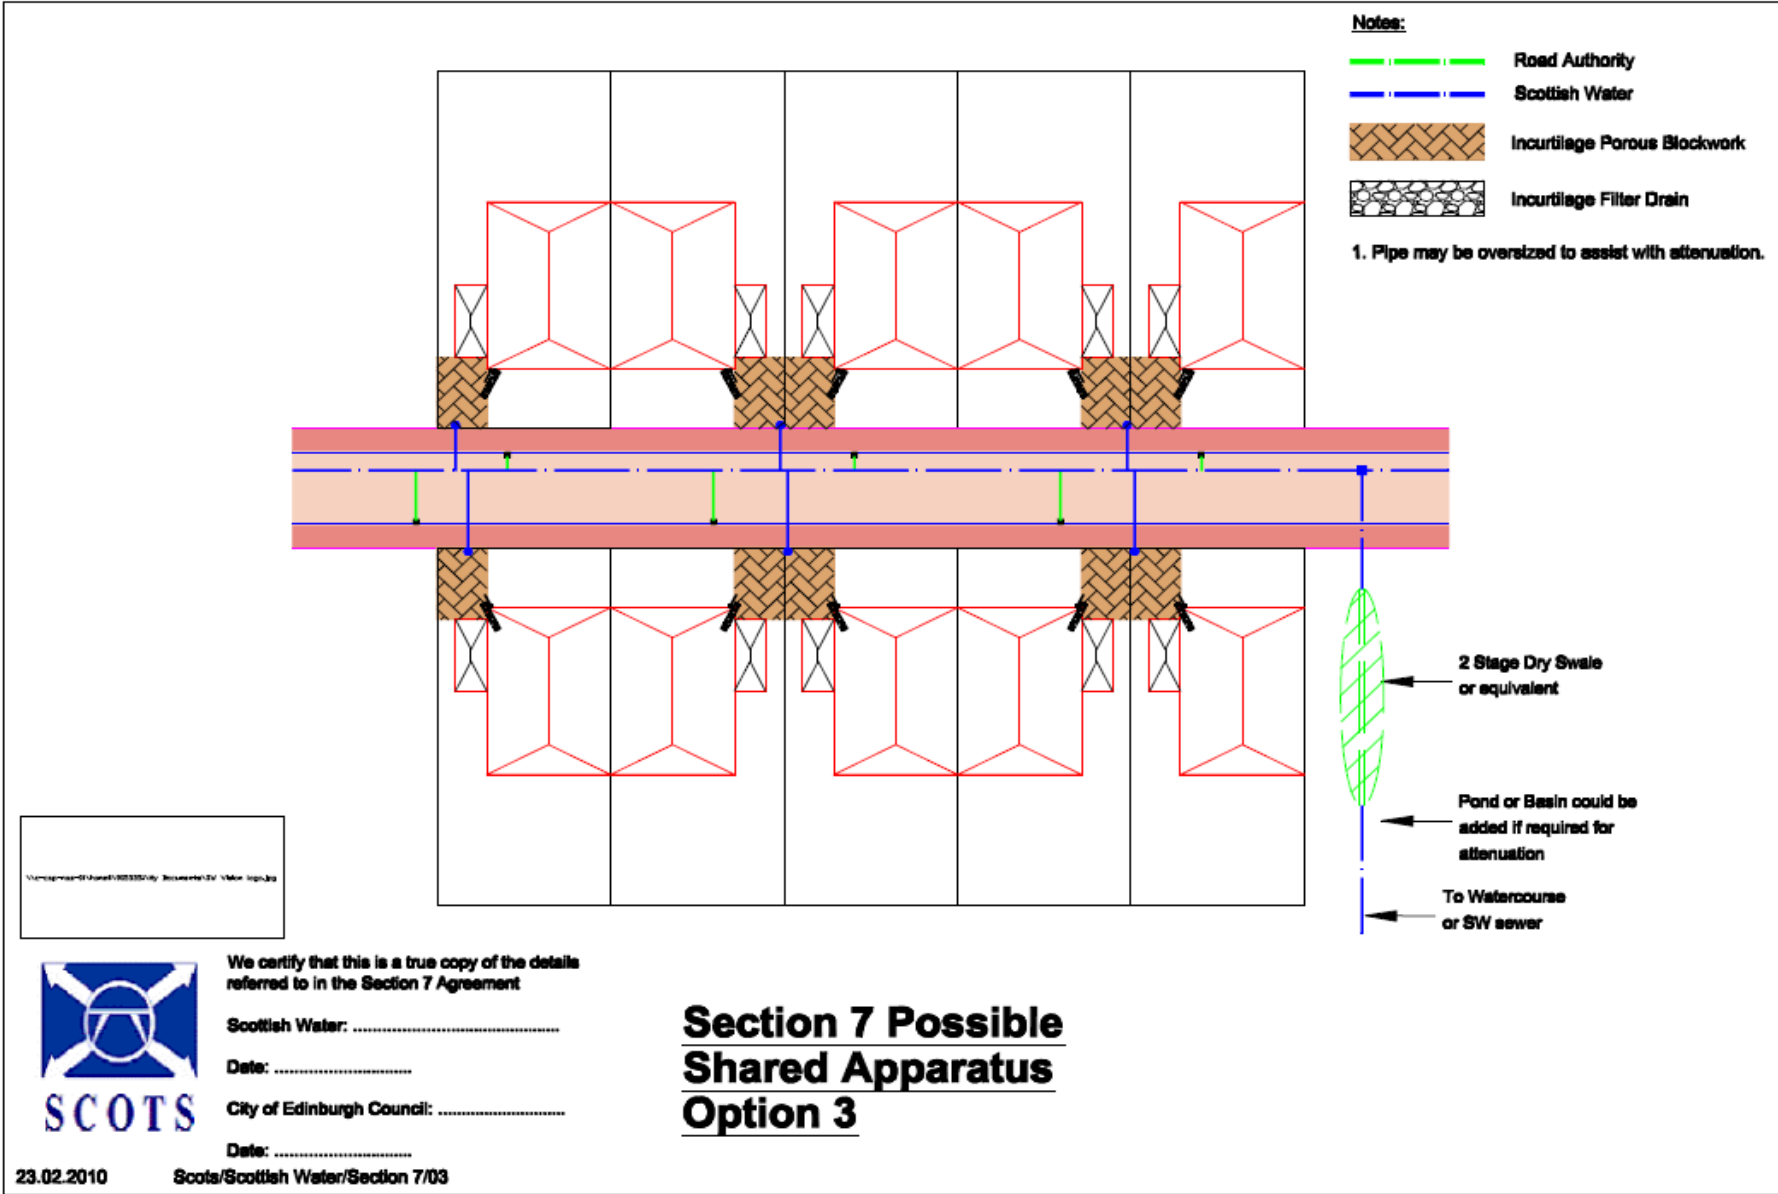 Notes:
Road Authority
Scottish Water
Incurtilage Porous Blockwork
Incurtilage Filter Drain
1. Pipe may be oversized to assist with attenuation.
2 Stage Dry Swale
or equivalent
Pond or Basin could be
added if required for
attenuation
To Watercourse
or SW sewer
We certify that this is a true copy of the details
referred to in the Section 7 Agreement
Scottish Water: ..................................................
Date: .................................
City of Edinburgh Council: ...............................
Date: .................................
SCOTS
Section 7 Possible
Shared Apparatus
Option 3
23.02.2010
Scots/Scottish Water/Section 7/03